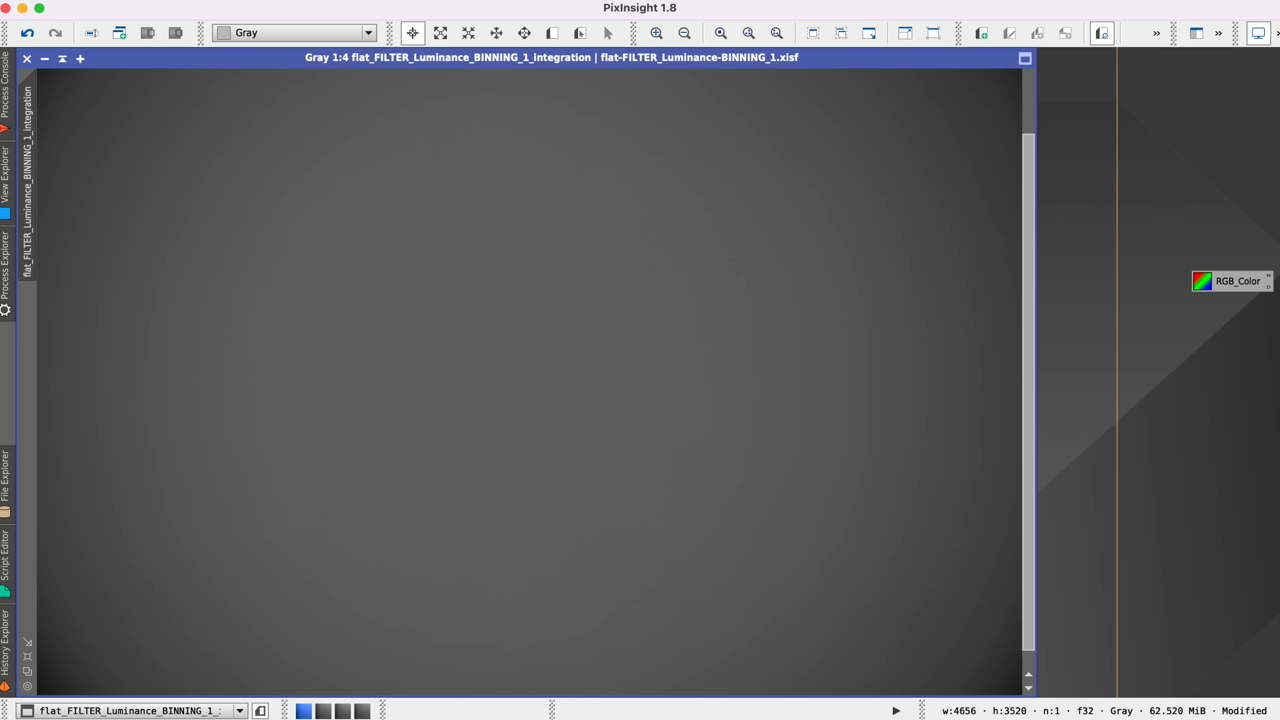 PixInsight 1.8
Gray
Gray 1:4 flat_FILTER_Luminance_BINNING_1_integration | flat-FILTER_Luminance-BINNING_1.xisf
flat_FILTER_Luminance_BINNING_1_integration
Process Console
View Explorer
Process Explorer
File Explorer
Script Editor
History Explorer
RGB_Color
N
D
flat_FILTER_Luminance_BINNING_1_:
w:4656 · h:3520 · n:1 · f32 · Gray · 62.520 MiB · Modified